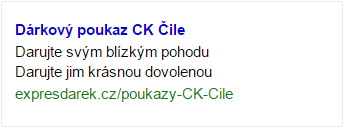 Dárkový poukaz CK Čile
Darujte svým blízkým pohodu
Darujte jim krásnou dovolenou
expresdarek.cz/poukazy-CK-Cile